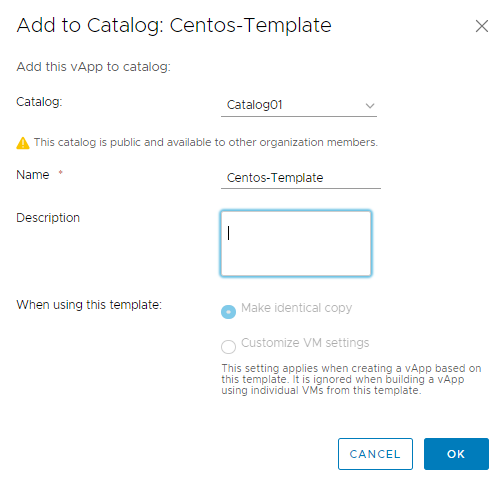 Add to Catalog: Centos-Template
Add this vApp to catalog:
Catalog:
Catalog01
This catalog is public and available to other organization members.
Name *
Centos-Template
Description
When using this template:
Make identical copy
Customize VM settings
This setting applies when creating a vApp based
on this template. It is ignored when building a vApp
using individual VMs from this template.
CANCEL
OK